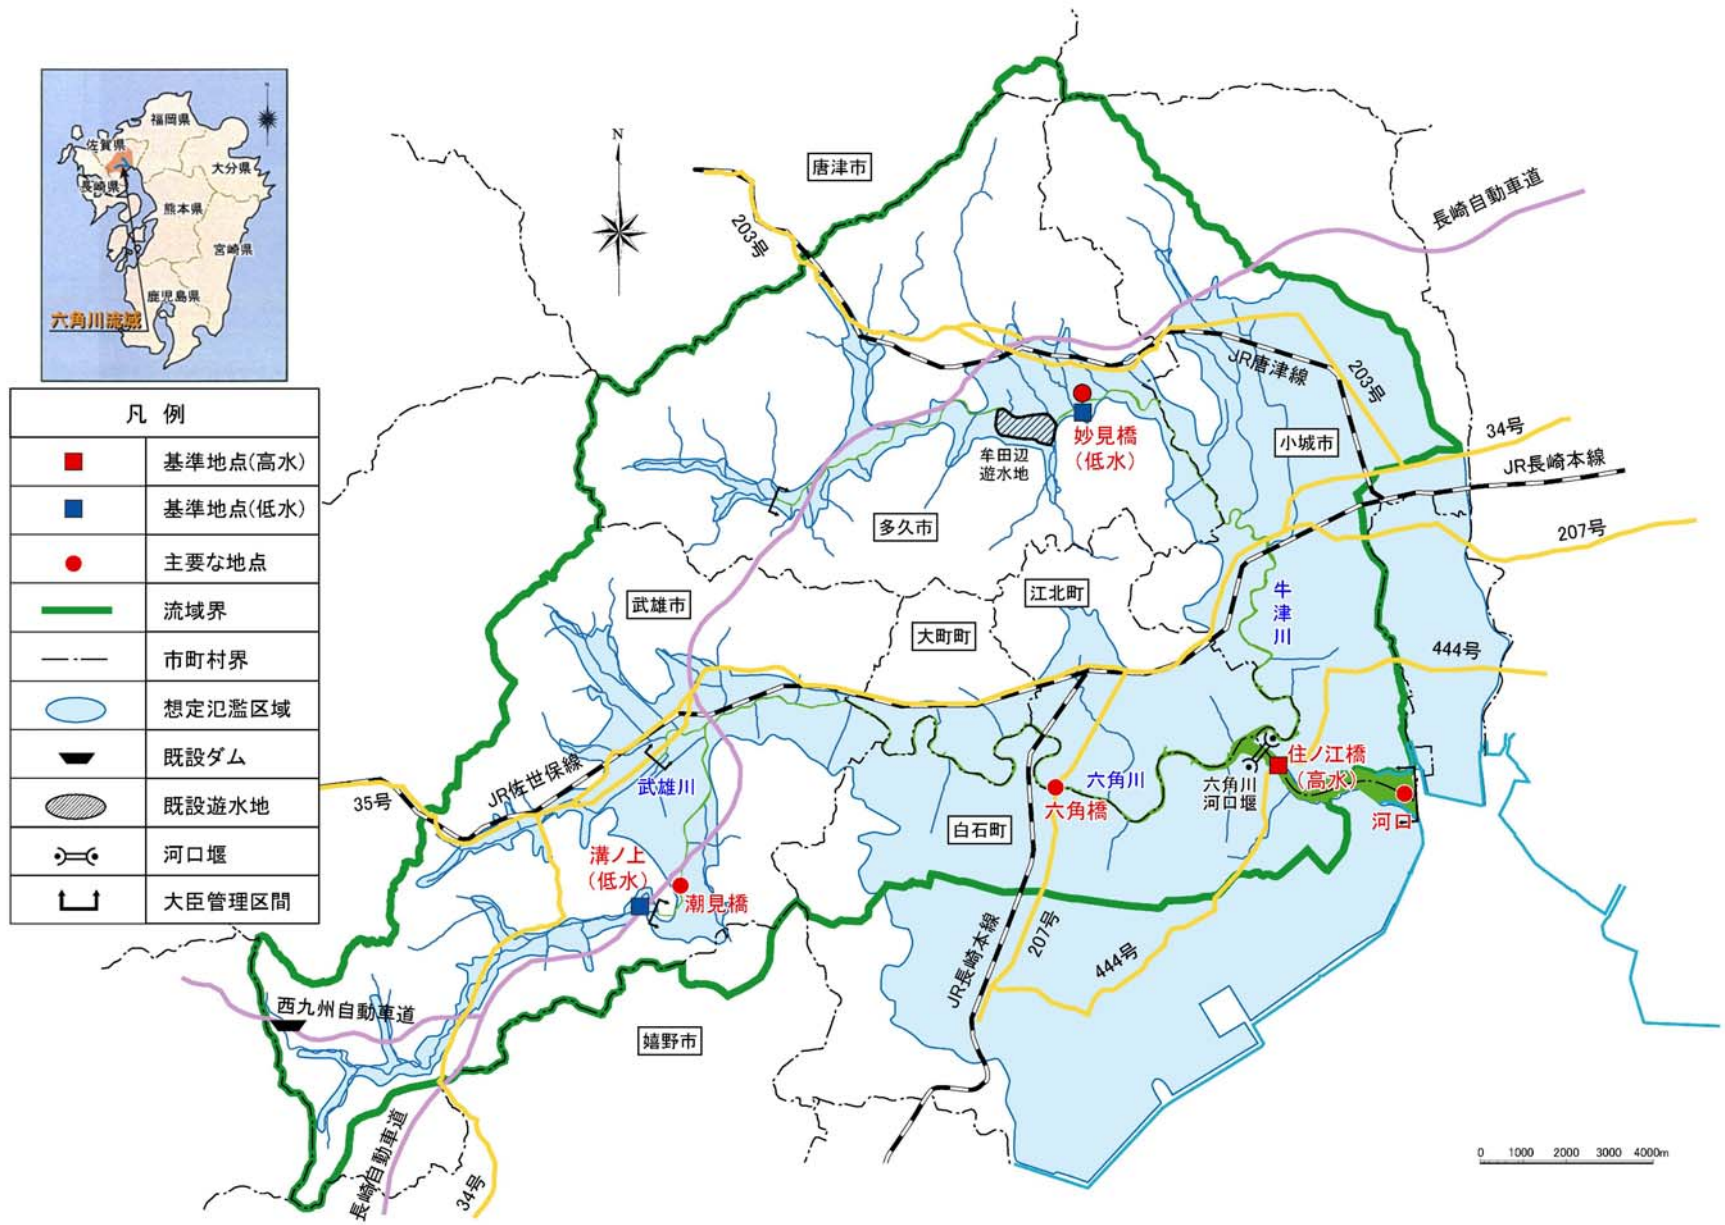 福岡県
佐賀県
大分県
長崎県
熊本県
宮崎県
鹿児島県
六角川流域
N
凡 例
基準地点(高水)
基準地点(低水)
主要な地点
流域界
市町村界
想定氾濫区域
既設ダム
既設遊水地
河口堰
大臣管理区間
唐津市
203号
長崎自動車道
JR唐津線
203号
34号
JR長崎本線
207号
妙見橋
(低水)
牟田辺
遊水地
小城市
多久市
武雄市
江北町
大町町
牛津川
444号
35号
JR佐世保線
武雄川
六角川
六角橋
六角川
河口堰
住ノ江橋
(高水)
河口
白石町
溝ノ上
(低水)
潮見橋
JR長崎本線
207号
444号
西九州自動車道
嬉野市
長崎自動車道
34号
0 1000 2000 3000 4000m